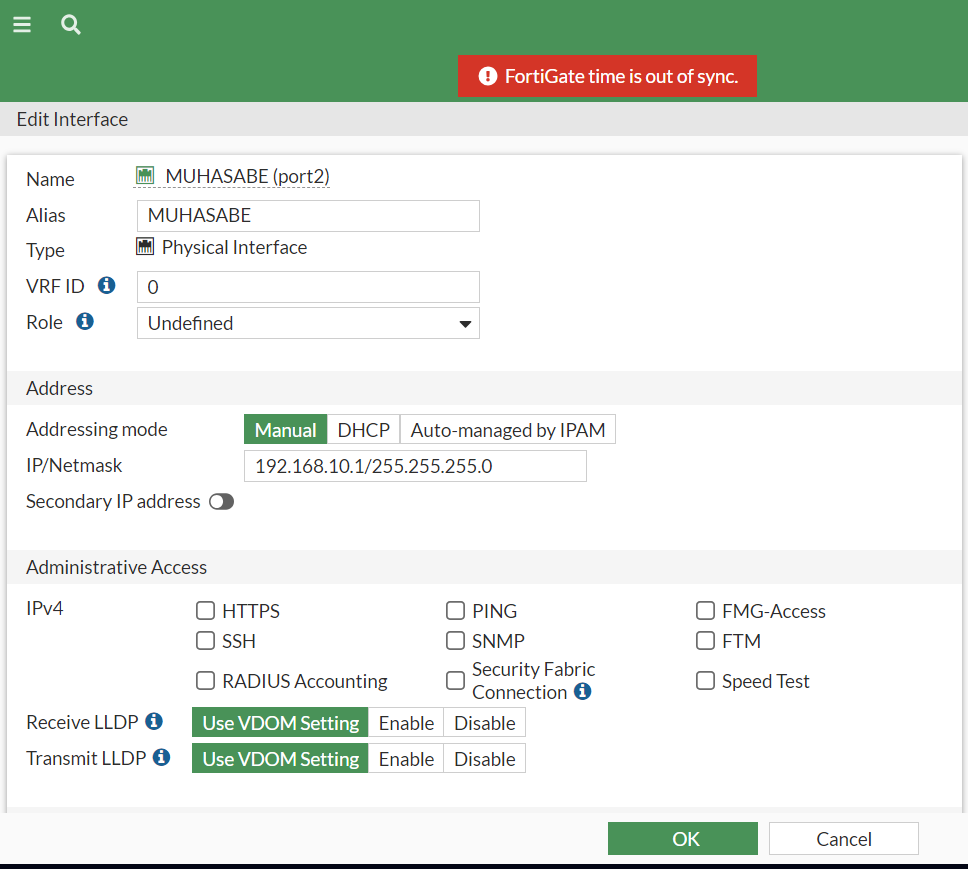 FortiGate time is out of sync.
Edit Interface
Name MUHASABE (port2)
Alias MUHASABE
Type Physical Interface
VRF ID 0
Role Undefined
Address
Addressing mode Manual DHCP Auto-managed by IPAM
IP/Netmask 192.168.10.1/255.255.255.0
Secondary IP address
Administrative Access
IPv4 HTTPS PING FMG-Access
SSH SNMP FTM
RADIUS Accounting Security Fabric Connection Speed Test
Receive LLDP Use VDOM Setting Enable Disable
Transmit LLDP Use VDOM Setting Enable Disable
OK Cancel